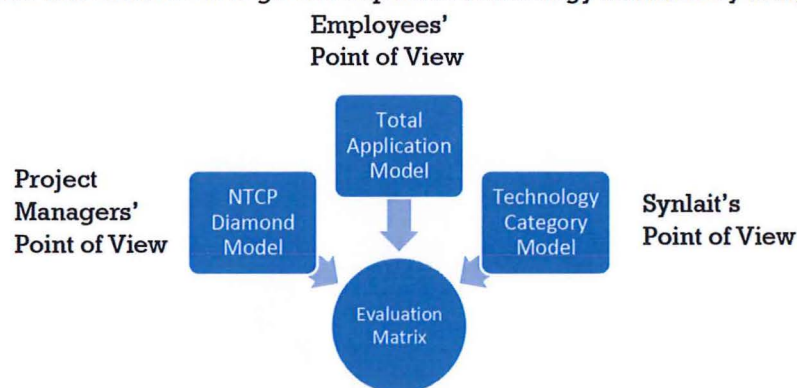 Employees'
Point of View
Total
Application
Model
Project
Managers'
Point of View
NTCP
Diamond
Model
Technology
Category
Model
Synlait's
Point of View
Evaluation
Matrix